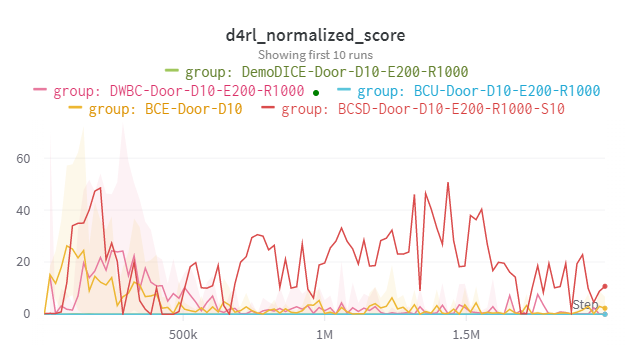 d4rl_normalized_score
Showing first 10 runs
group: DemoDICE-Door-D10-E200-R1000
group: DWBC-Door-D10-E200-R1000 group: BCU-Door-D10-E200-R1000
group: BCE-Door-D10 group: BCSD-Door-D10-E200-R1000-S10
60
40
20
0
Step
500k 1M 1.5M